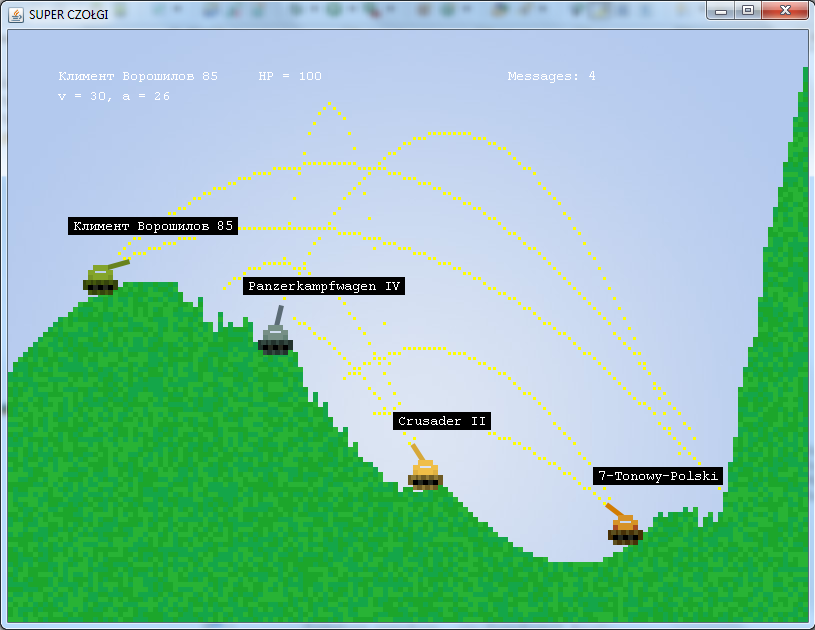 SUPER CZOŁGI
Климент Ворошилов 85 HP = 100 Messages: 4
v = 30, a = 26
Климент Ворошилов 85
Panzerkampfwagen IV
Crusader II
7-Tonowy-Polski